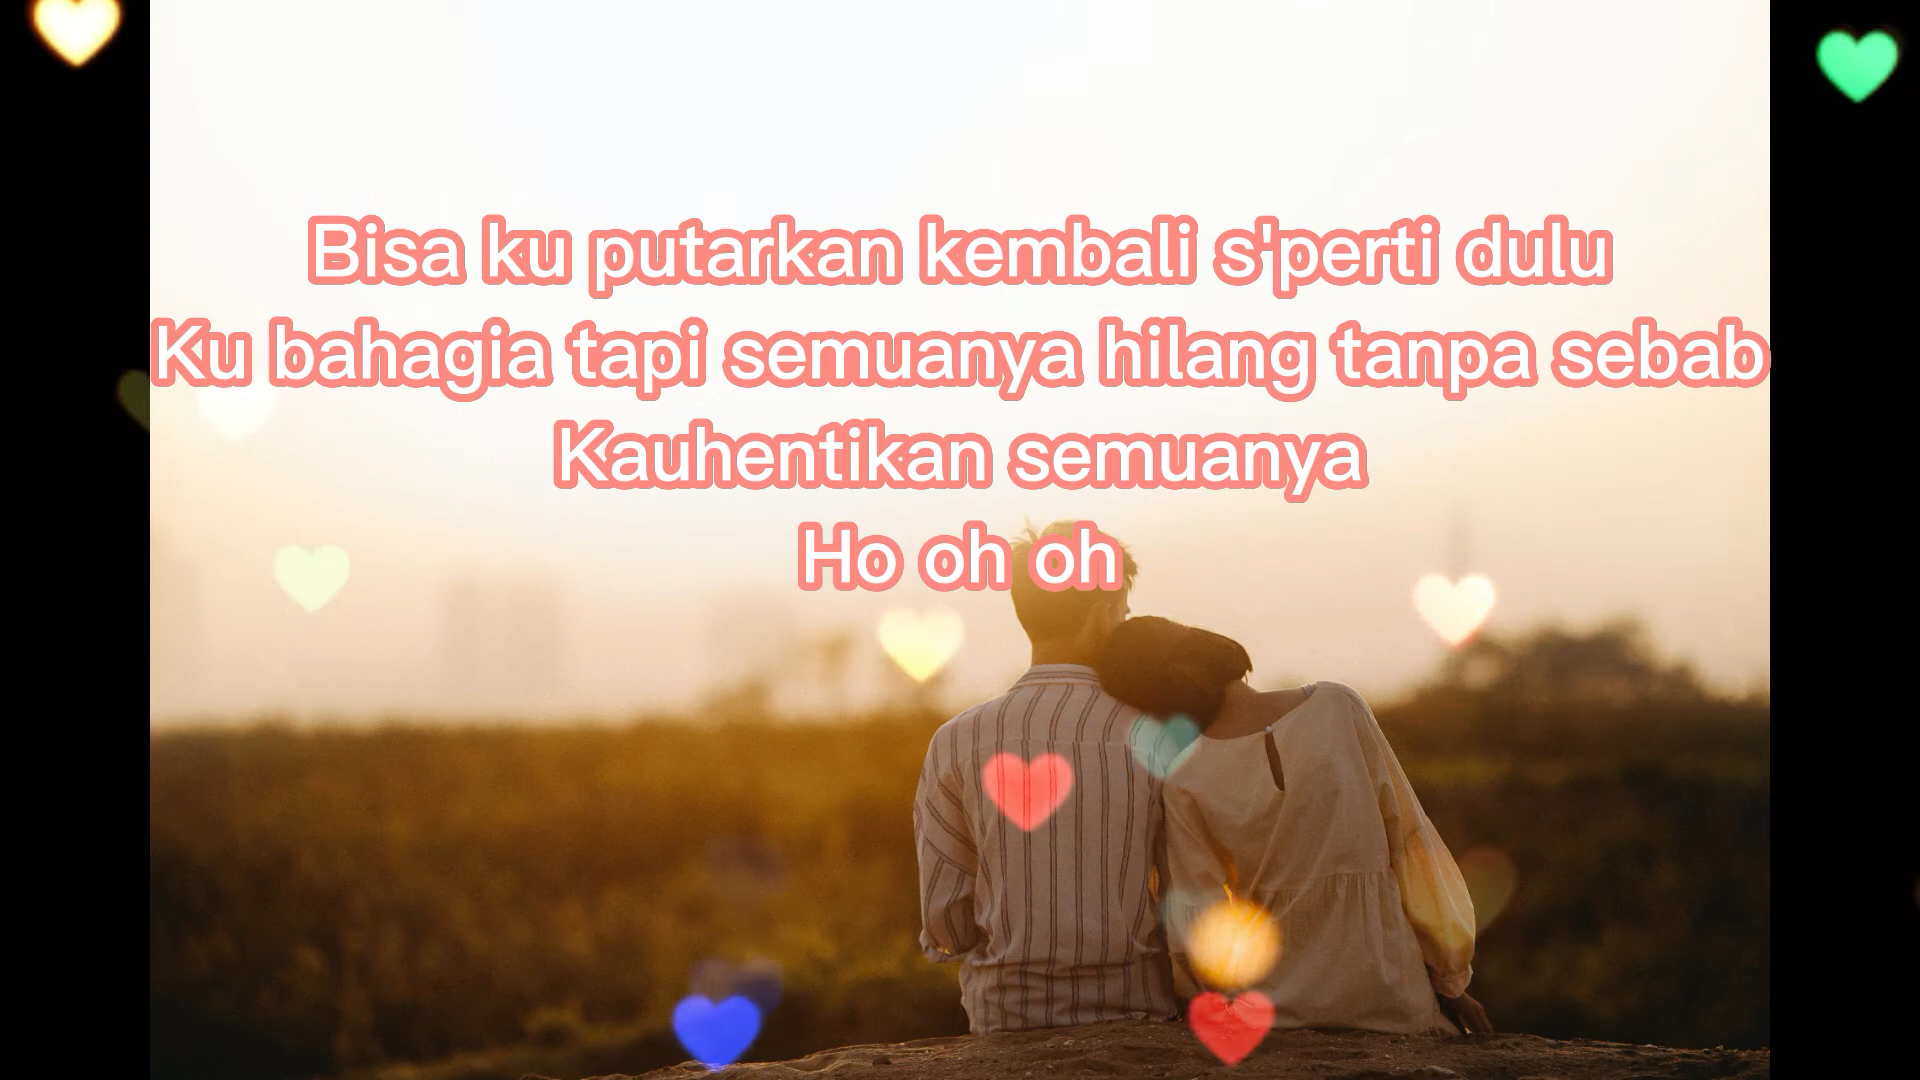 Bisa ku putarkan kembali s'perti dulu
Ku bahagia tapi semuanya hilang tanpa sebab
Kauhentikan semuanya
Ho oh oh